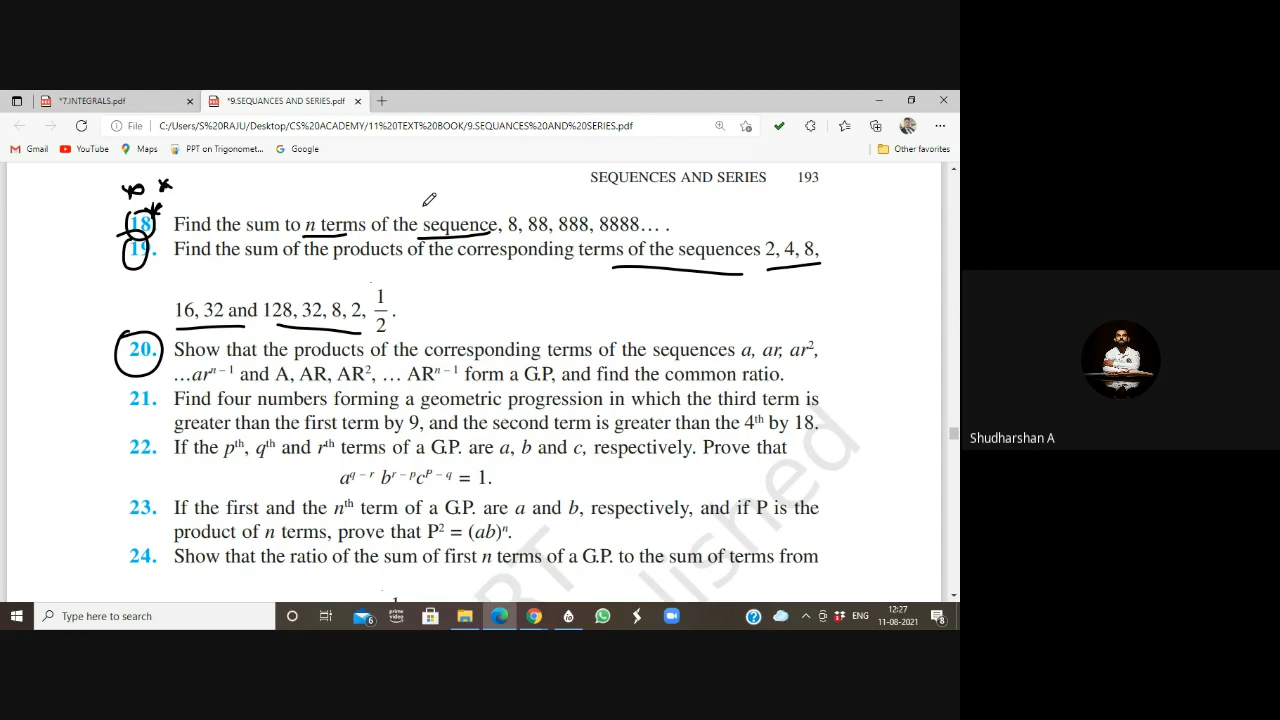 *7.INTEGRALS.pdf
*9.SEQUANCES AND SERIES.pdf
File
C:/Users/S%20RAJU/Desktop/CS%20ACADEMY/11%20TEXT%20BOOK/9.SEQUANCES%20AND%20SERIES.pdf
Gmail
YouTube
Maps
PPT on Trigonomet...
Google
Other favorites
SEQUENCES AND SERIES 193
18. Find the sum to n terms of the sequence, 8, 88, 888, 8888… .
19. Find the sum of the products of the corresponding terms of the sequences 2, 4, 8,
16, 32 and 128, 32, 8, 2, 1/2 .
20. Show that the products of the corresponding terms of the sequences a, ar, ar²,
…arⁿ⁻¹ and A, AR, AR², … ARⁿ⁻¹ form a G.P, and find the common ratio.
21. Find four numbers forming a geometric progression in which the third term is
greater than the first term by 9, and the second term is greater than the 4th by 18.
22. If the pth, qth and rth terms of a G.P. are a, b and c, respectively. Prove that
a^(q – r) b^(r – p) c^(P – q) = 1.
23. If the first and the nth term of a G.P. are a and b, respectively, and if P is the
product of n terms, prove that P² = (ab)ⁿ.
24. Show that the ratio of the sum of first n terms of a G.P. to the sum of terms from
Shudharshan A
Type here to search
6
prime video
ENG
12:27
11-08-2021
8